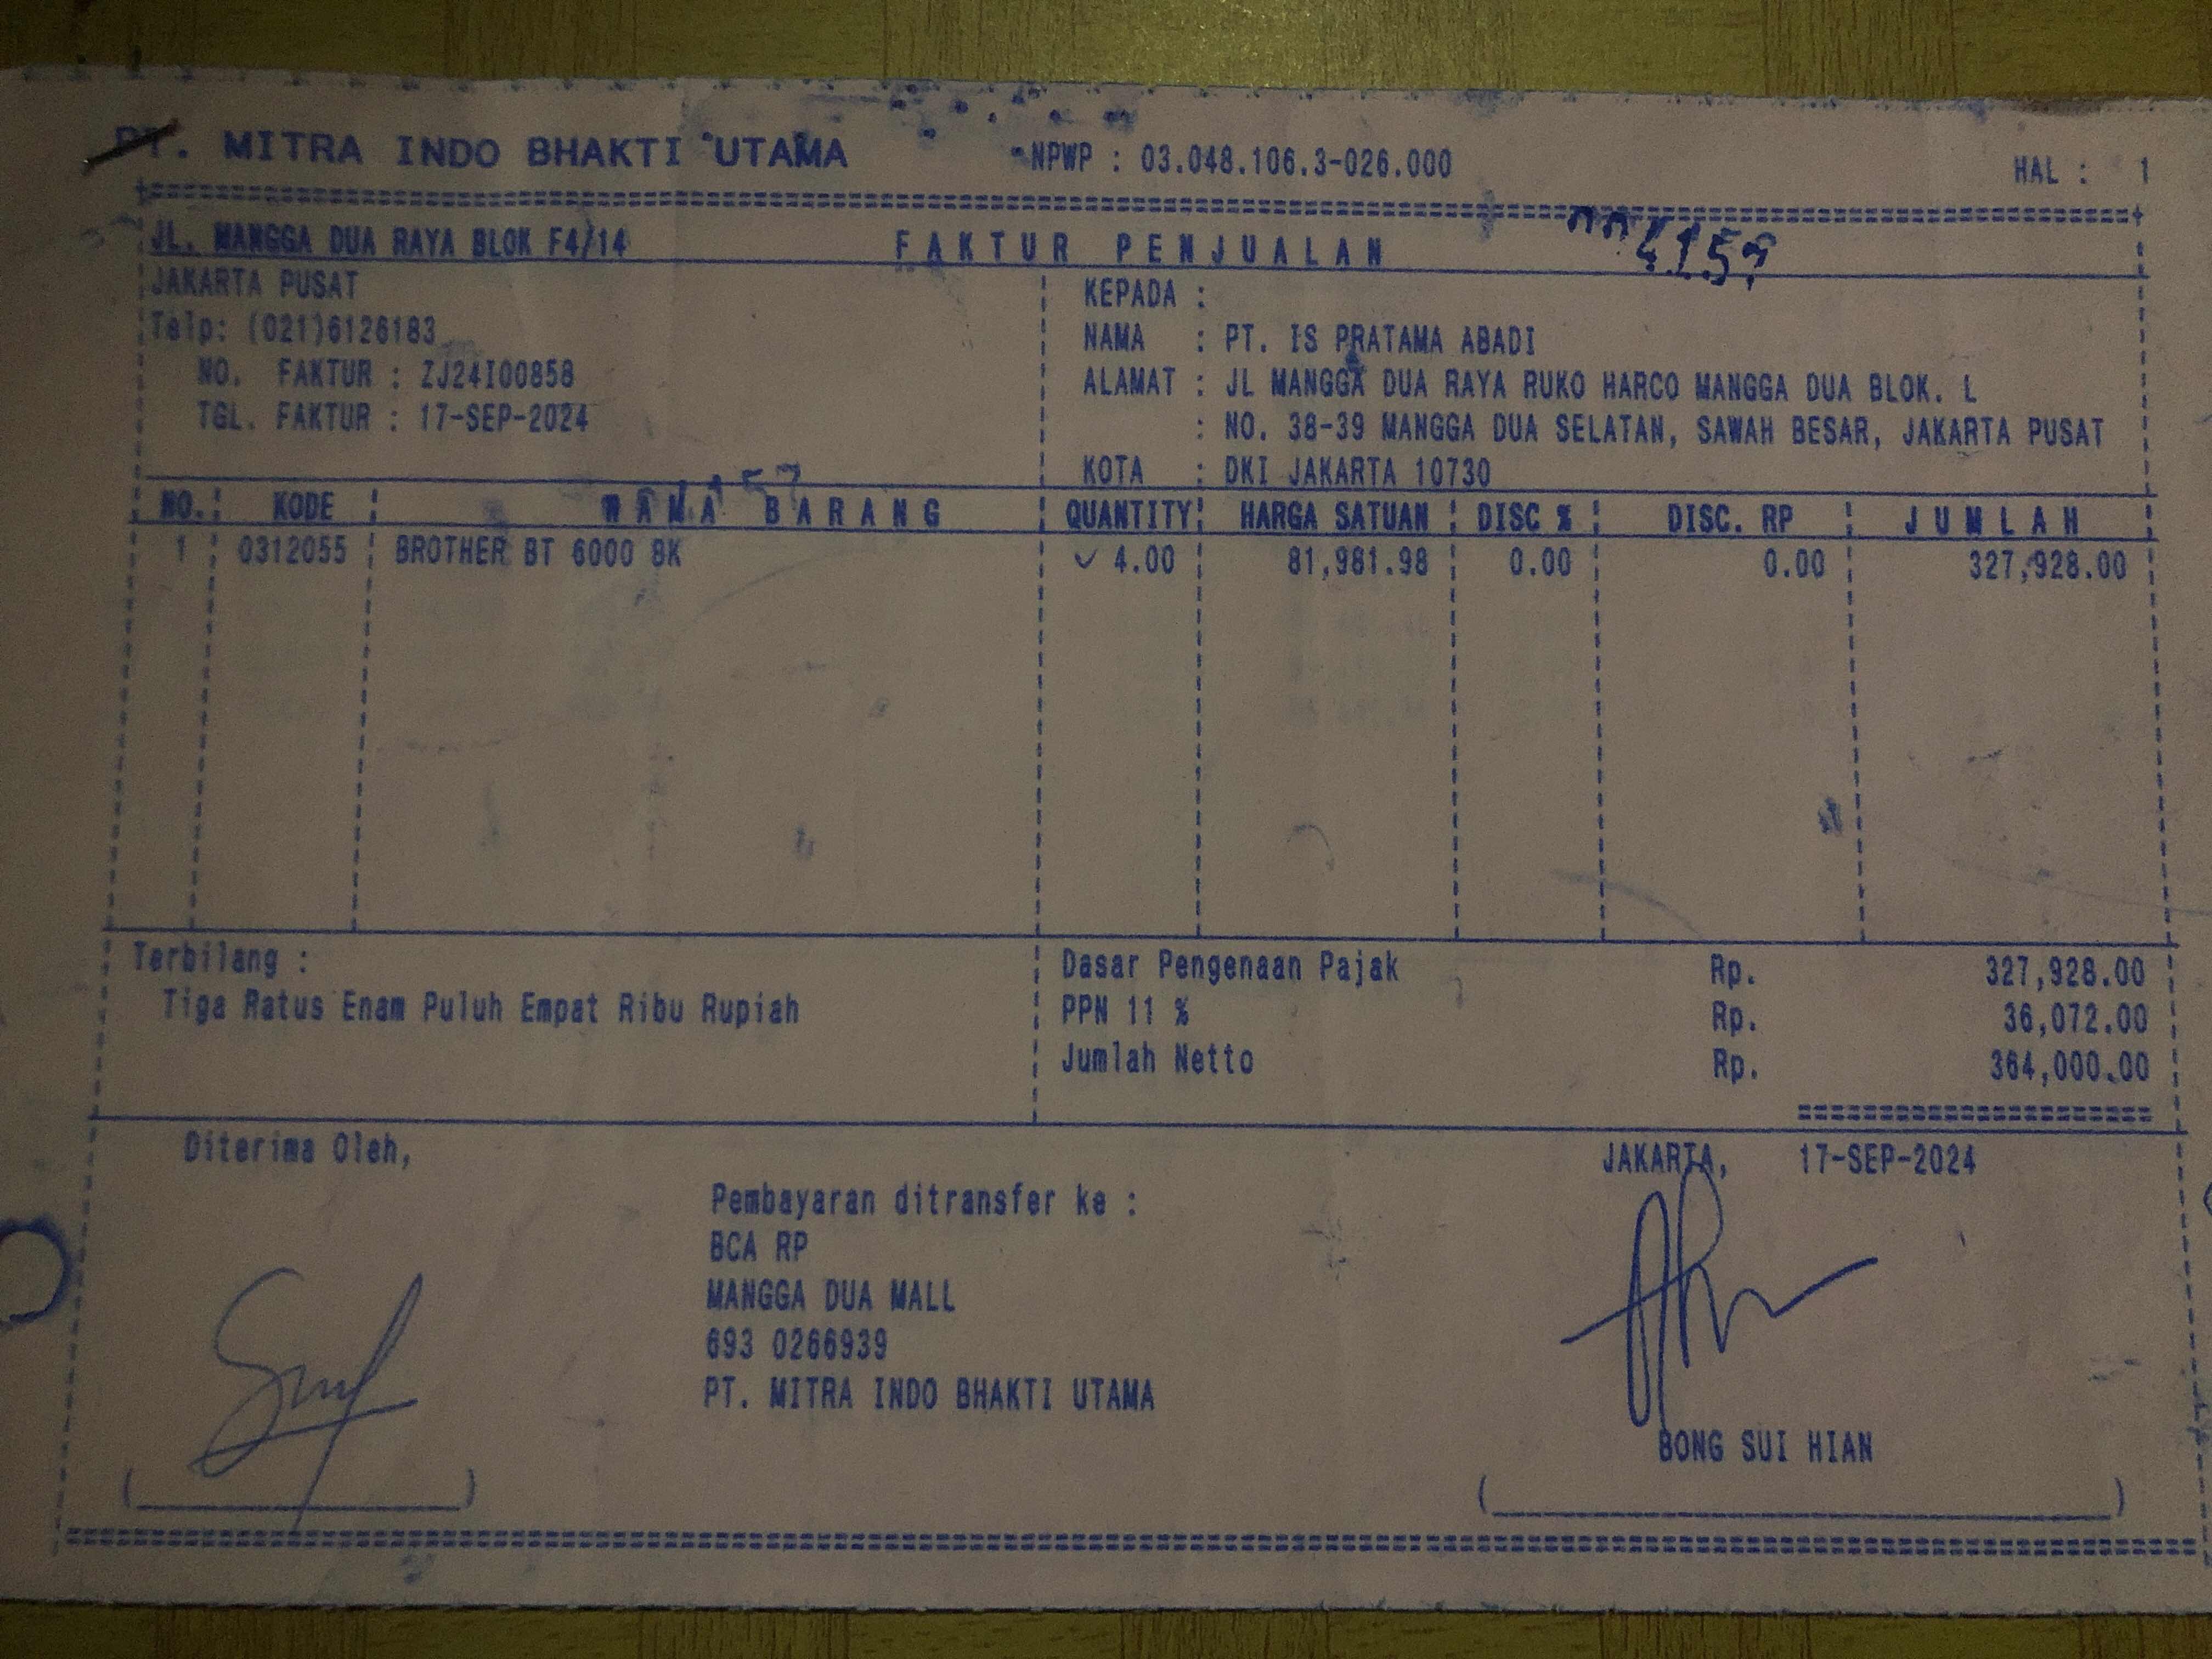 PT. MITRA INDO BHAKTI UTAMA NPWP : 03.048.106.3-026.000 HAL : 1
JL. MANGGA DUA RAYA BLOK F4/14 FAKTUR PENJUALAN
JAKARTA PUSAT KEPADA :
Telp: (021)6126183 NAMA : PT. IS PRATAMA ABADI
NO. FAKTUR : ZJ24I00858 ALAMAT : JL MANGGA DUA RAYA RUKO HARCO MANGGA DUA BLOK. L
TGL. FAKTUR : 17-SEP-2024 : NO. 38-39 MANGGA DUA SELATAN, SAWAH BESAR, JAKARTA PUSAT
KOTA : DKI JAKARTA 10730
NO. KODE NAMA BARANG QUANTITY HARGA SATUAN DISC % DISC. RP JUMLAH
1 0312055 BROTHER BT 6000 BK ✓ 4.00 81,981.98 0.00 0.00 327,928.00
Terbilang : Dasar Pengenaan Pajak Rp. 327,928.00
Tiga Ratus Enam Puluh Empat Ribu Rupiah PPN 11 % Rp. 36,072.00
Jumlah Netto Rp. 364,000.00
Diterima Oleh, JAKARTA, 17-SEP-2024
Pembayaran ditransfer ke :
BCA RP
MANGGA DUA MALL
693 0266939
PT. MITRA INDO BHAKTI UTAMA
BONG SUI HIAN